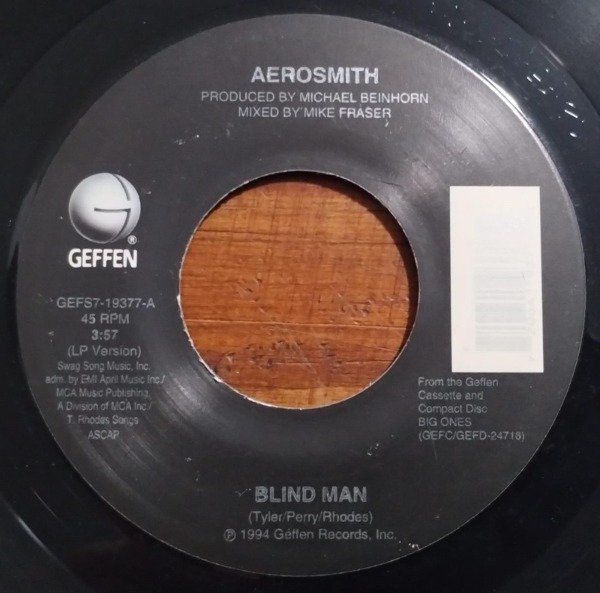 AEROSMITH
PRODUCED BY MICHAEL BEINHORN
MIXED BY MIKE FRASER
G
®
GEFFEN
GEFS7-19377-A
45 RPM
3:57
(LP Version)
Swag Song Music, Inc.
adm. by EMI April Music Inc./
MCA Music Publishing,
A Division of MCA Inc./
T. Rhodes Songs
ASCAP
From the Geffen
Cassette and
Compact Disc
BIG ONES
(GEFC/GEFD-24716)
BLIND MAN
(Tyler/Perry/Rhodes)
℗ 1994 Geffen Records, Inc.